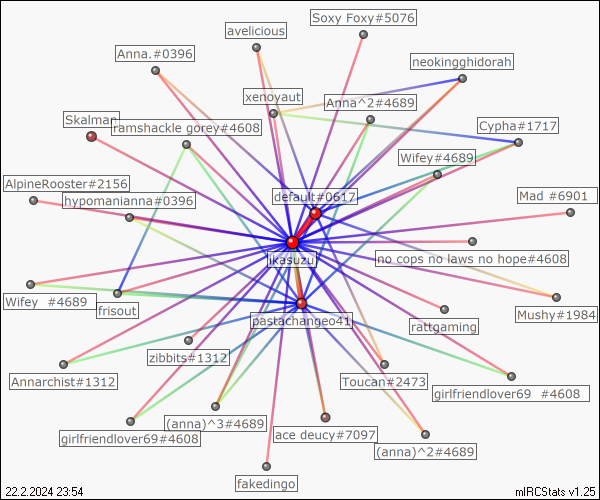 Soxy Foxy#5076
avelicious
Anna.#0396
neokingghidorah
xenoyaut
Anna^2#4689
Skalman
ramshackle gorey#4608
Cypha#1717
Wifey#4689
AlpineRooster#2156
default#0617
Mad #6901
hypomanianna#0396
ikasuzu
no cops no laws no hope#4608
Wifey #4689
frisout
Mushy#1984
pastachangeo41
rattgaming
zibbits#1312
Annarchist#1312
Toucan#2473
girlfriendlover69 #4608
(anna)^3#4689
girlfriendlover69#4608
ace deucy#7097
(anna)^2#4689
fakedingo
22.2.2024 23:54
mIRCStats v1.25